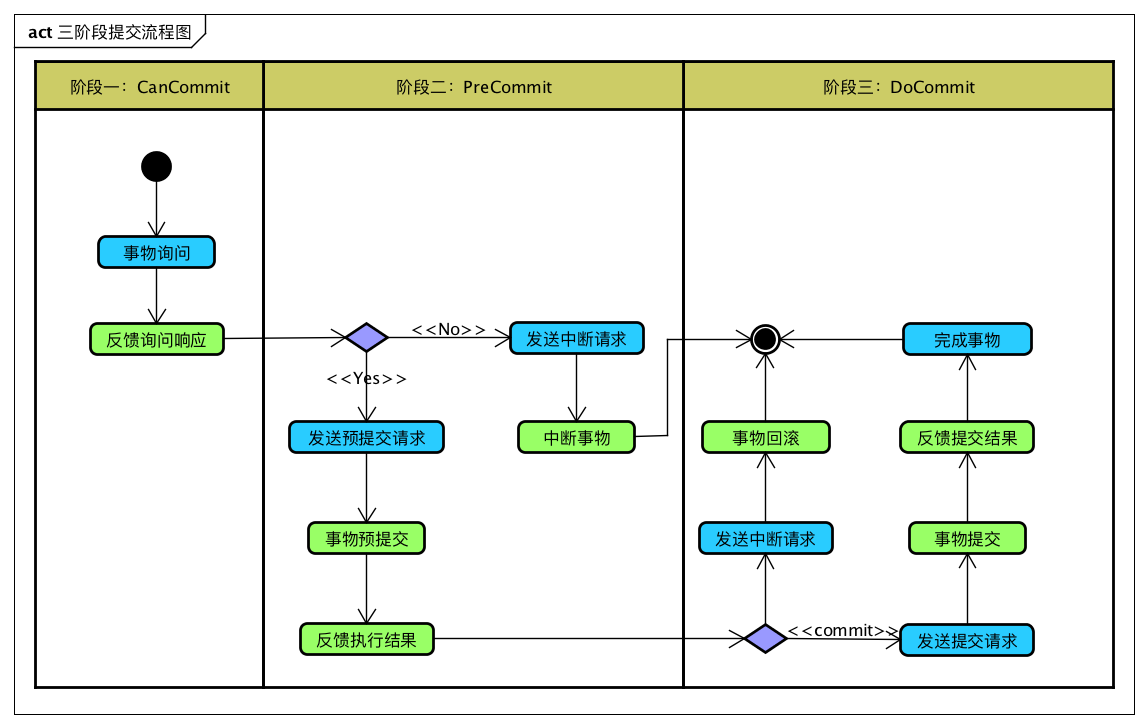 act 三阶段提交流程图
阶段一：CanCommit
阶段二：PreCommit
阶段三：DoCommit
事物询问
反馈询问响应
<<No>>
发送中断请求
<<Yes>>
发送预提交请求
中断事物
事物预提交
反馈执行结果
完成事物
事物回滚
反馈提交结果
发送中断请求
事物提交
<<commit>>
发送提交请求